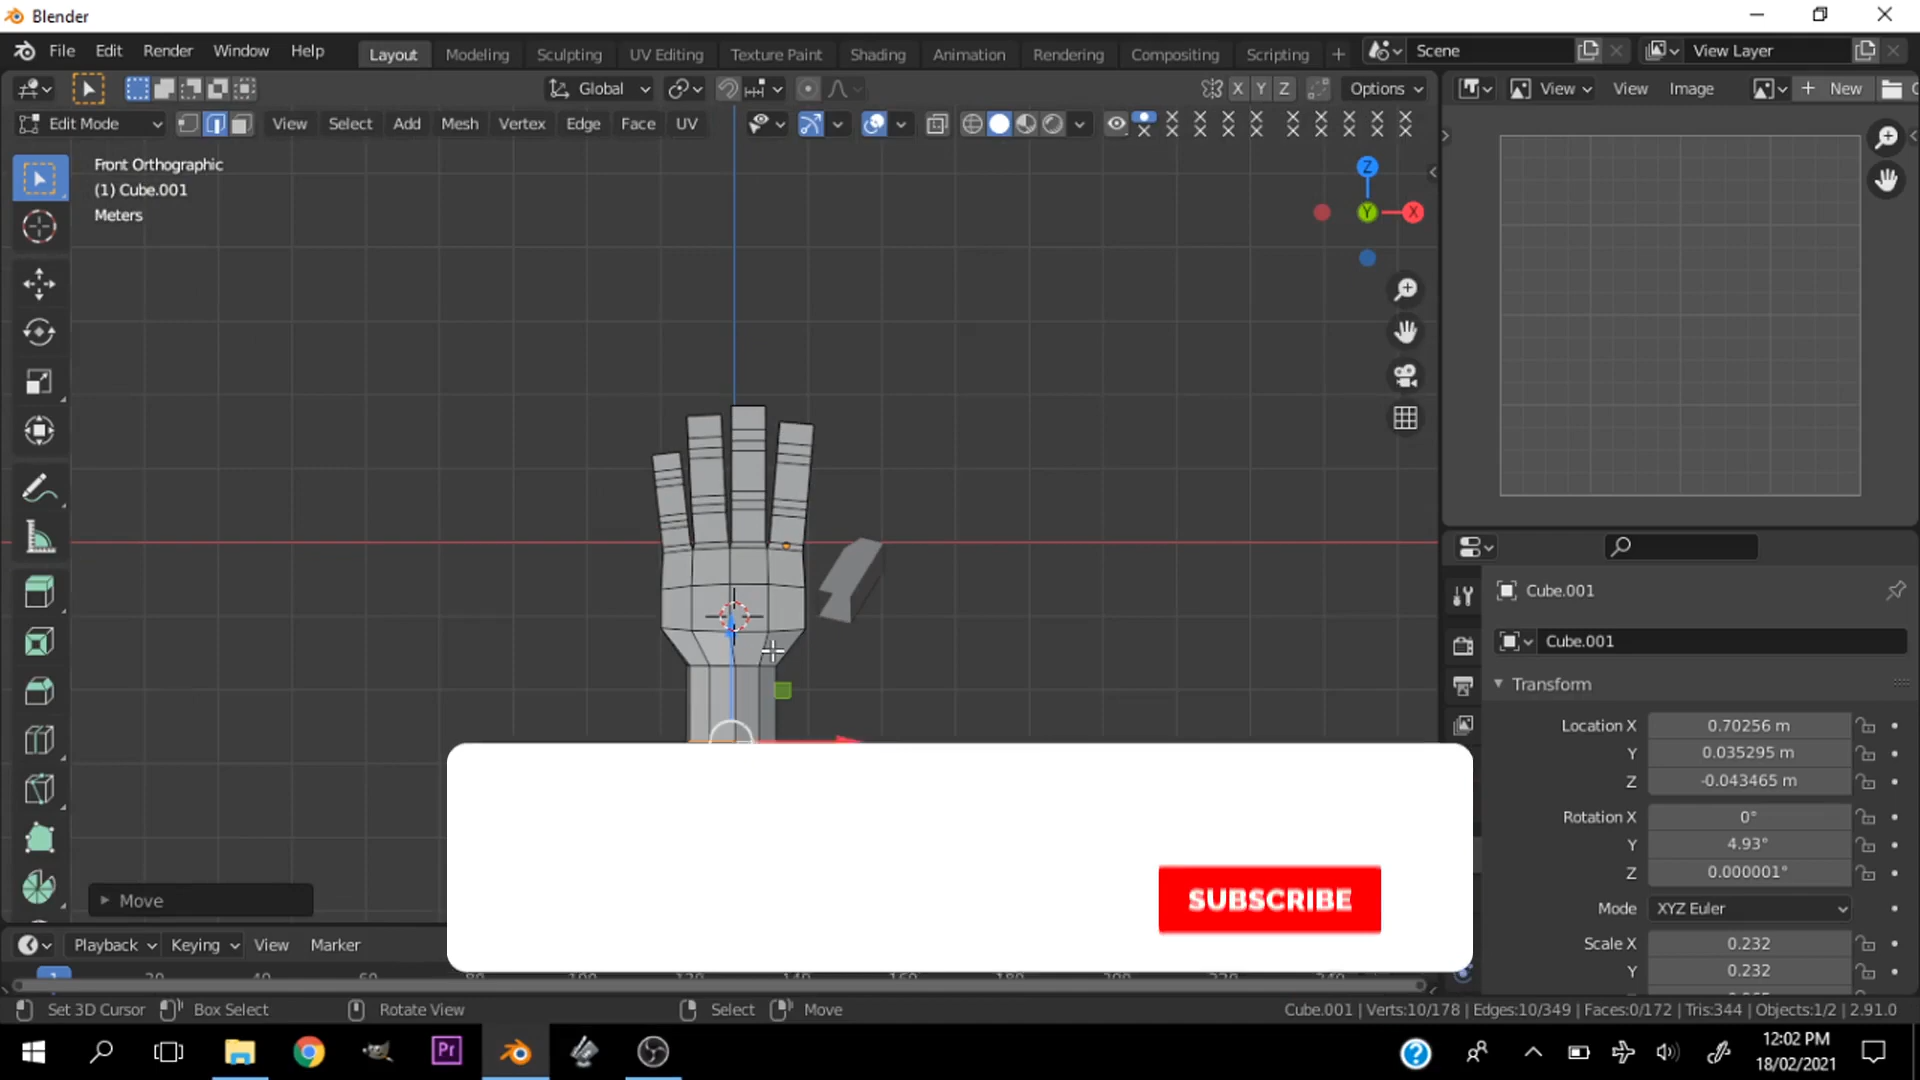 Blender
File Edit Render Window Help Layout Modeling Sculpting UV Editing Texture Paint Shading Animation Rendering Compositing Scripting + Scene View Layer
Global X Y Z Options View View Image New
Edit Mode View Select Add Mesh Vertex Edge Face UV
Front Orthographic
(1) Cube.001
Meters
Z
Y
X
Cube.001
Cube.001
Transform
Location X 0.70256 m
Y 0.035295 m
Z -0.043465 m
Rotation X 0°
Y 4.93°
Z 0.000001°
Mode XYZ Euler
Scale X 0.232
Y 0.232
Move
SUBSCRIBE
Playback Keying View Marker
Set 3D Cursor Box Select Rotate View Select Move Cube.001 | Verts:10/178 | Edges:10/349 | Faces:0/172 | Tris:344 | Objects:1/2 | 2.91.0
Pr
12:02 PM
18/02/2021